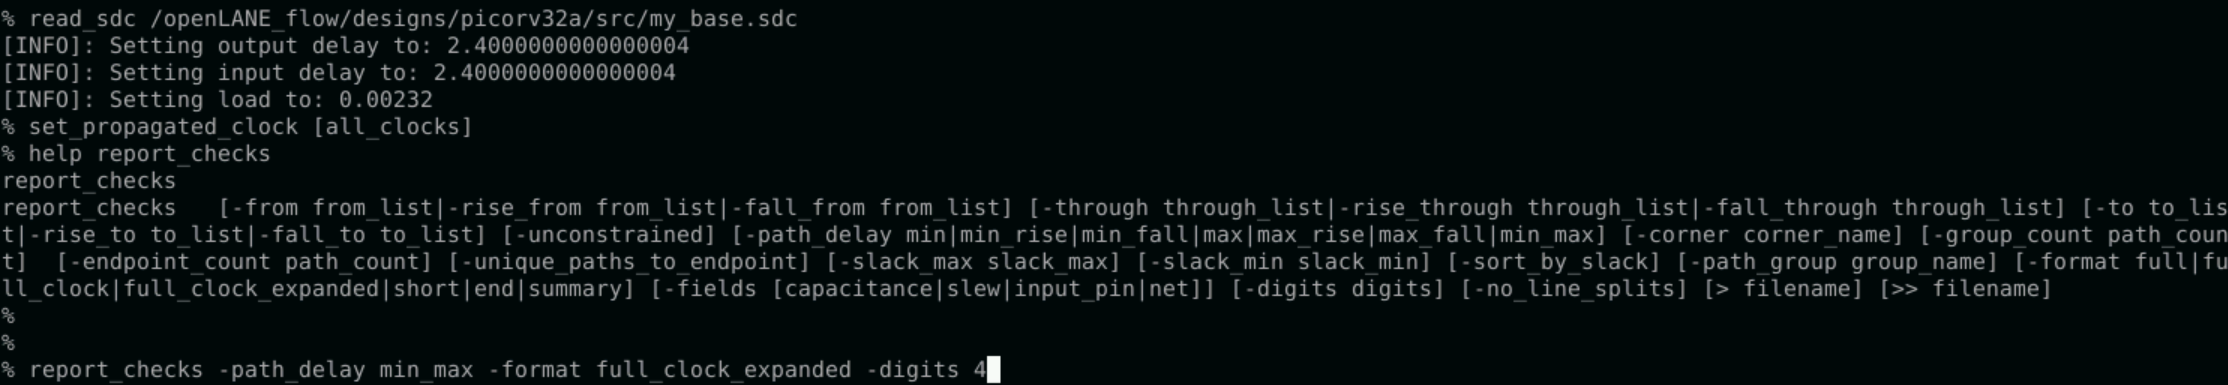 % read_sdc /openLANE_flow/designs/picorv32a/src/my_base.sdc
[INFO]: Setting output delay to: 2.4000000000000004
[INFO]: Setting input delay to: 2.4000000000000004
[INFO]: Setting load to: 0.00232
% set_propagated_clock [all_clocks]
% help report_checks
report_checks
report_checks   [-from from_list|-rise_from from_list|-fall_from from_list] [-through through_list|-rise_through through_list|-fall_through through_list] [-to to_lis
t|-rise_to to_list|-fall_to to_list] [-unconstrained] [-path_delay min|min_rise|min_fall|max|max_rise|max_fall|min_max] [-corner corner_name] [-group_count path_coun
t]  [-endpoint_count path_count] [-unique_paths_to_endpoint] [-slack_max slack_max] [-slack_min slack_min] [-sort_by_slack] [-path_group group_name] [-format full|fu
ll_clock|full_clock_expanded|short|end|summary] [-fields [capacitance|slew|input_pin|net]] [-digits digits] [-no_line_splits] [> filename] [>> filename]
%
%
% report_checks -path_delay min_max -format full_clock_expanded -digits 4